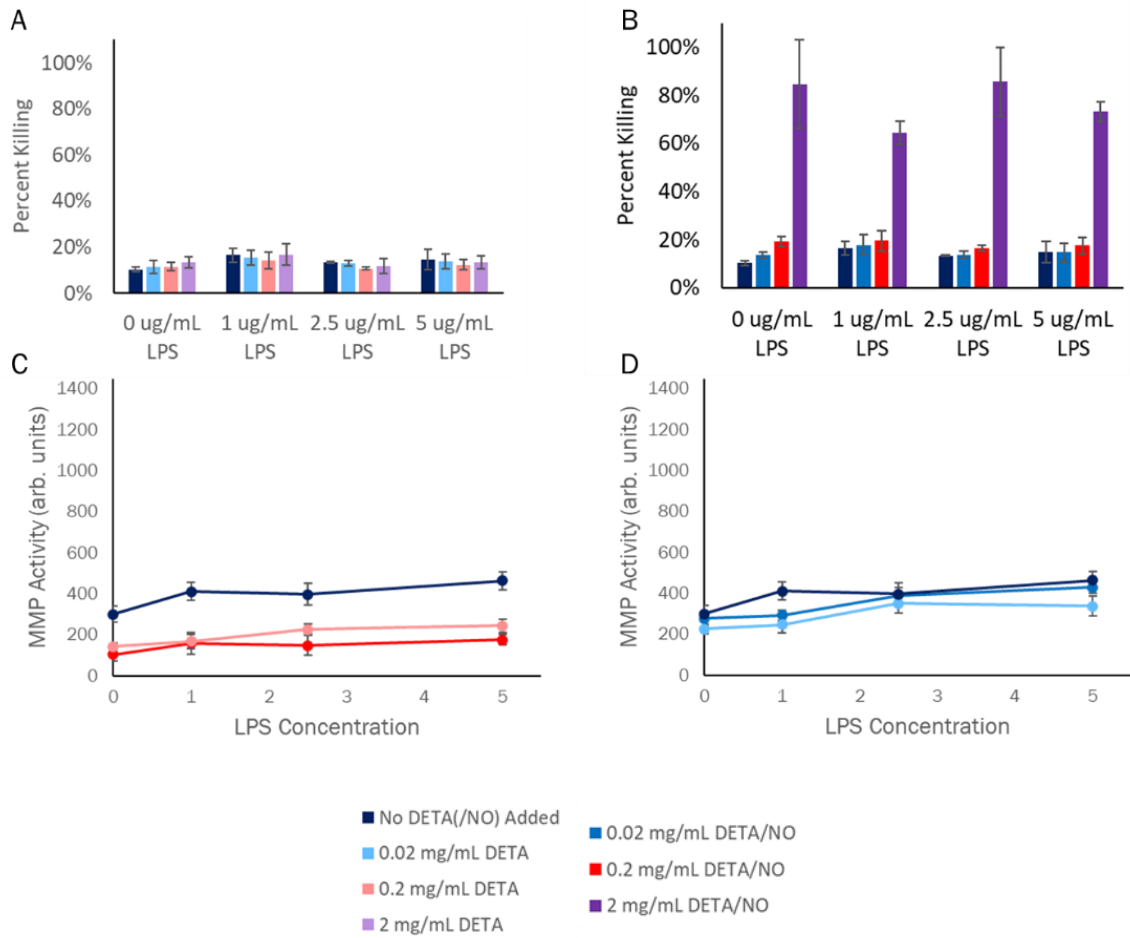 A
Percent Killing
100%
80%
60%
40%
20%
0%
0 ug/mL LPS
1 ug/mL LPS
2.5 ug/mL LPS
5 ug/mL LPS
B
Percent Killing
100%
80%
60%
40%
20%
0%
0 ug/mL LPS
1 ug/mL LPS
2.5 ug/mL LPS
5 ug/mL LPS
C
MMP Activity (arb. units)
1400
1200
1000
800
600
400
200
0
0 1 2 3 4 5
LPS Concentration
D
MMP Activity (arb. units)
1400
1200
1000
800
600
400
200
0
0 1 2 3 4 5
LPS Concentration
No DETA(/NO) Added
0.02 mg/mL DETA
0.2 mg/mL DETA
2 mg/mL DETA
0.02 mg/mL DETA/NO
0.2 mg/mL DETA/NO
2 mg/mL DETA/NO